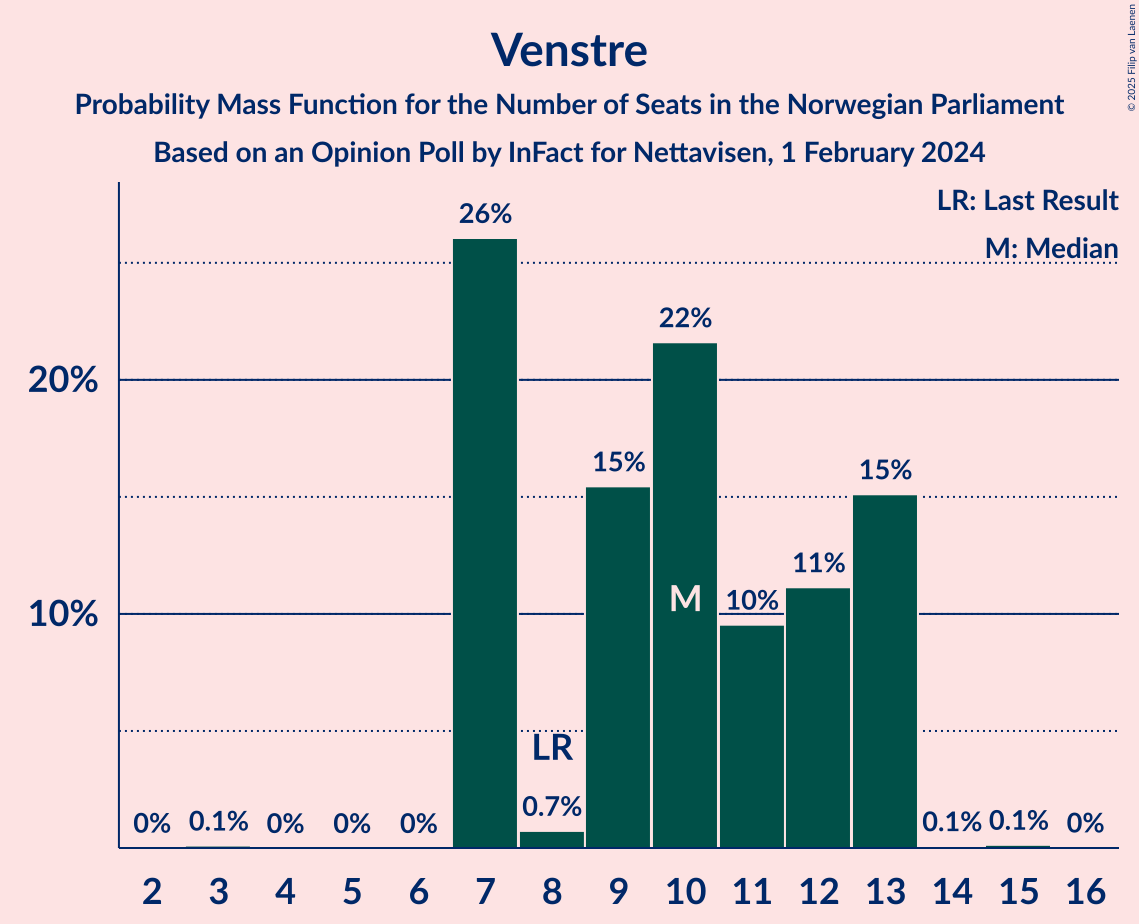 Venstre
Probability Mass Function for the Number of Seats in the Norwegian Parliament
Based on an Opinion Poll by InFact for Nettavisen, 1 February 2024
© 2025 Filip van Laenen
LR: Last Result
M: Median
26%
22%
20%
15%
15%
11%
10%
10%
M
LR
0.7%
0%
0.1%
0%
0%
0%
0.1%
0.1%
0%
2 3 4 5 6 7 8 9 10 11 12 13 14 15 16